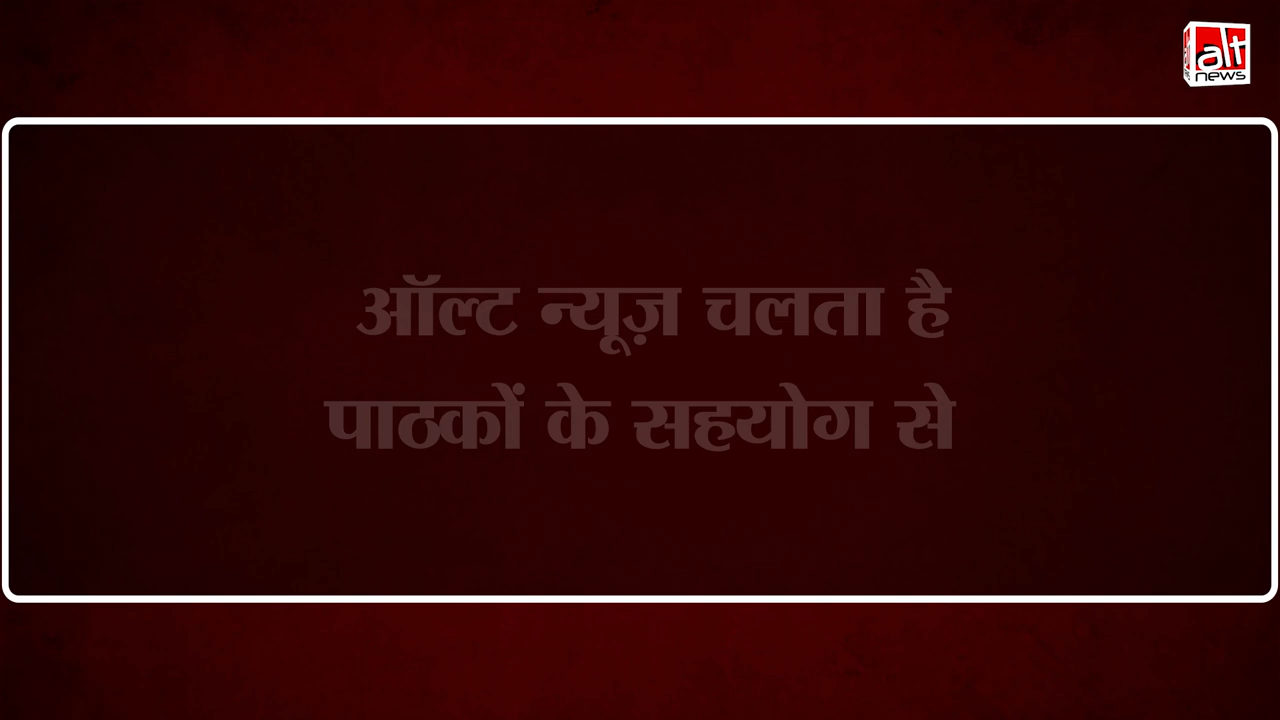 alt
news
ऑल्ट न्यूज़ चलता है
पाठकों के सहयोग से